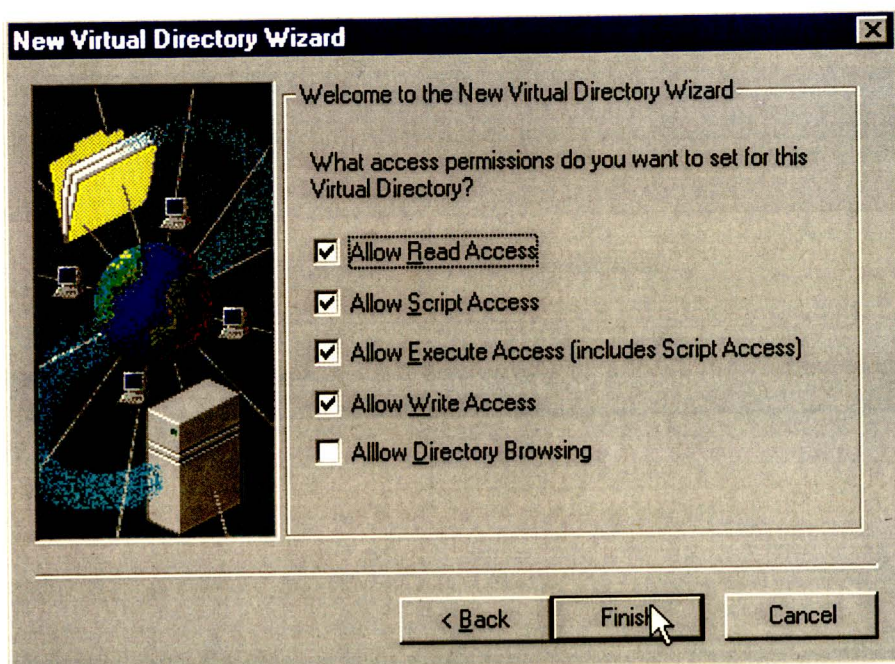 New Virtual Directory Wizard
Welcome to the New Virtual Directory Wizard
What access permissions do you want to set for this
Virtual Directory?
Allow Read Access
Allow Script Access
Allow Execute Access (includes Script Access)
Allow Write Access
Alllow Directory Browsing
< Back
Finish
Cancel